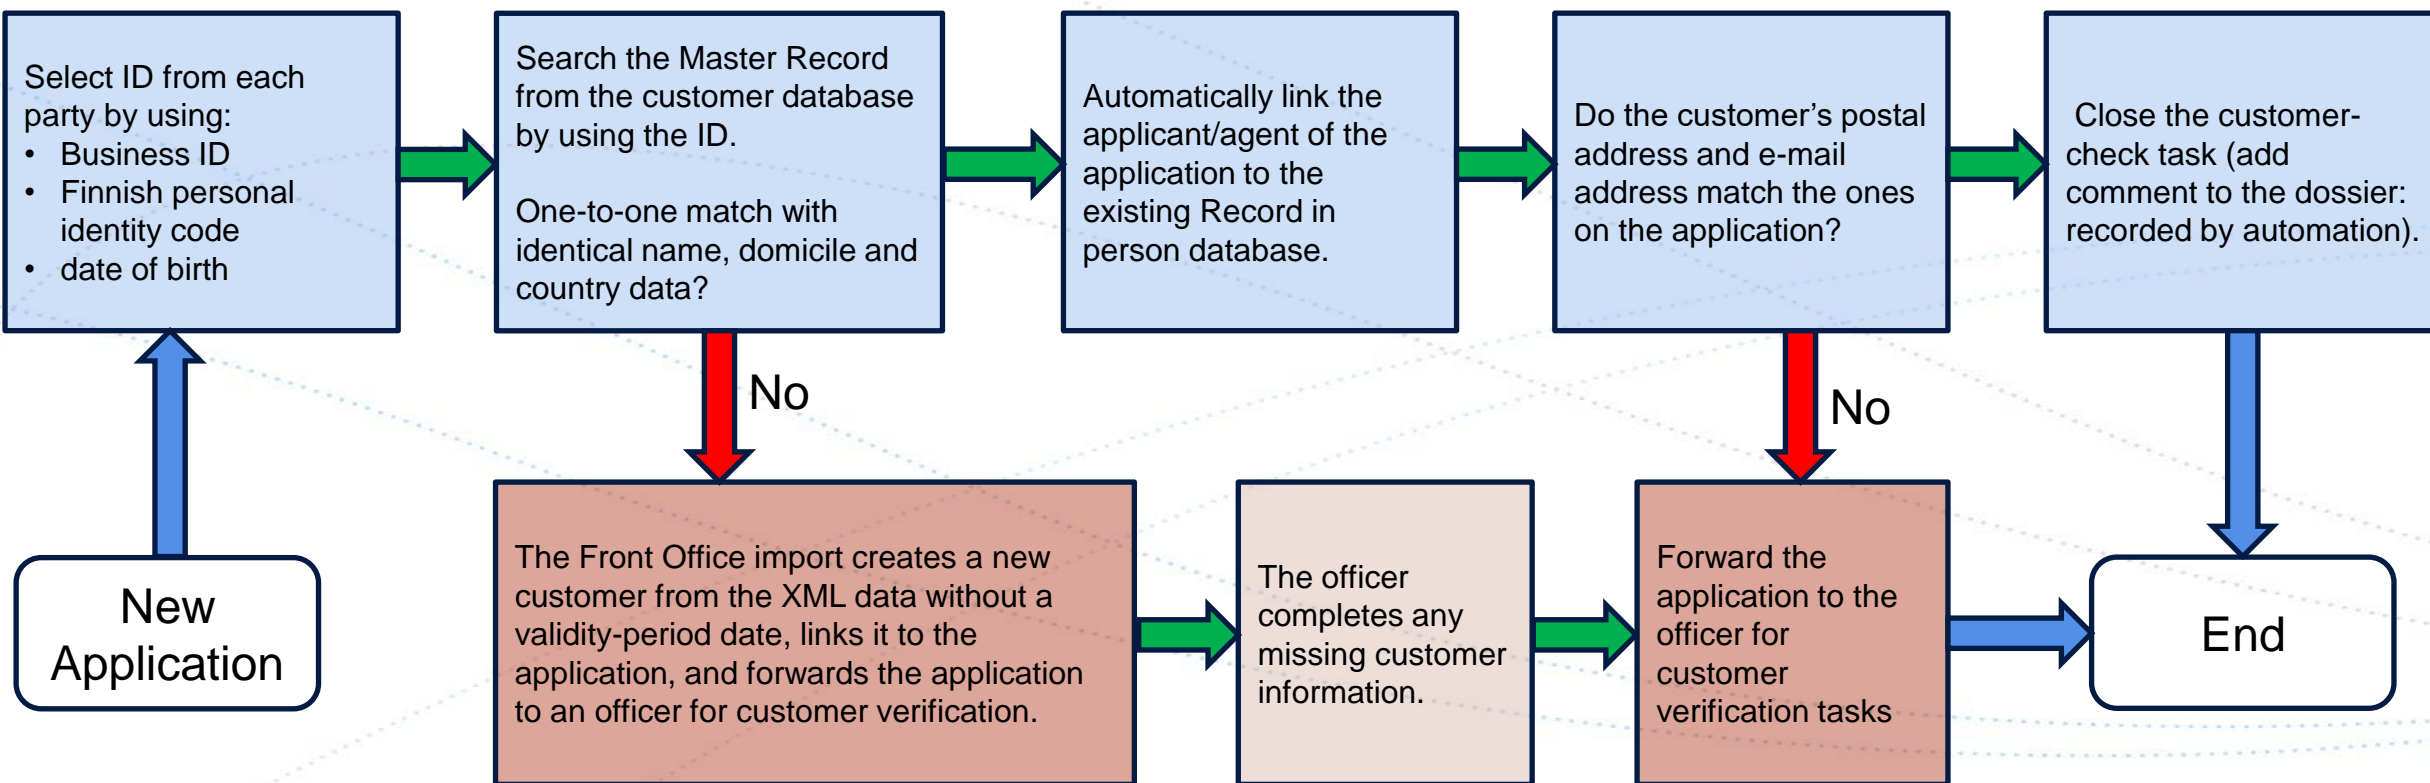 Select ID from each
party by using:
• Business ID
• Finnish personal
identity code
• date of birth
Search the Master Record
from the customer database
by using the ID.
One-to-one match with
identical name, domicile and
country data?
Automatically link the
applicant/agent of the
application to the
existing Record in
person database.
Do the customer’s postal
address and e-mail
address match the ones
on the application?
Close the customer-
check task (add
comment to the dossier:
recorded by automation).
No
No
New
Application
The Front Office import creates a new
customer from the XML data without a
validity-period date, links it to the
application, and forwards the application
to an officer for customer verification.
The officer
completes any
missing customer
information.
Forward the
application to the
officer for
customer
verification tasks
End